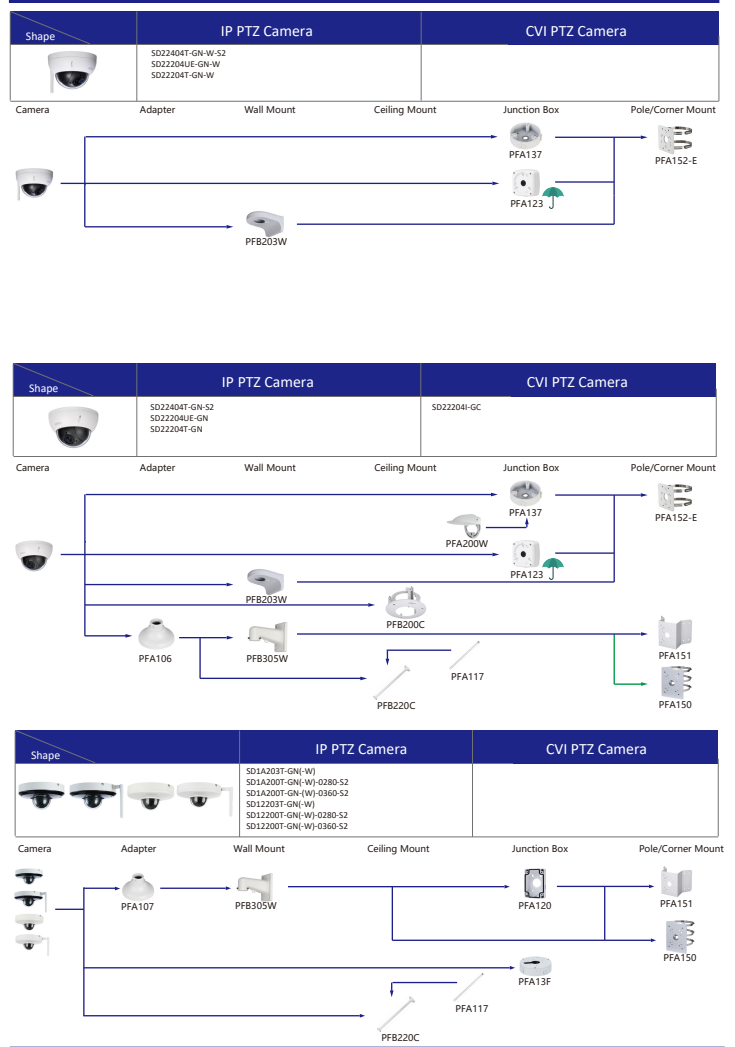 Shape
IP PTZ Camera
CVI PTZ Camera
SD22404T-GN-W-S2
SD22204UE-GN-W
SD22204T-GN-W
Camera
Adapter
Wall Mount
Ceiling Mount
Junction Box
Pole/Corner Mount
PFA137
PFA152-E
PFA123
PFB203W
Shape
IP PTZ Camera
CVI PTZ Camera
SD22404T-GN-S2
SD22204UE-GN
SD22204T-GN
SD22204I-GC
Camera
Adapter
Wall Mount
Ceiling Mount
Junction Box
Pole/Corner Mount
PFA137
PFA152-E
PFA200W
PFA123
PFB203W
PFB200C
PFA106
PFB305W
PFA151
PFA117
PFB220C
PFA150
Shape
IP PTZ Camera
CVI PTZ Camera
SD1A203T-GN(-W)
SD1A200T-GN(-W)-0280-S2
SD1A200T-GN-(W)-0360-S2
SD12203T-GN(-W)
SD12200T-GN(-W)-0280-S2
SD12200T-GN(-W)-0360-S2
Camera
Adapter
Wall Mount
Ceiling Mount
Junction Box
Pole/Corner Mount
PFA107
PFB305W
PFA120
PFA151
PFA150
PFA13F
PFA117
PFB220C